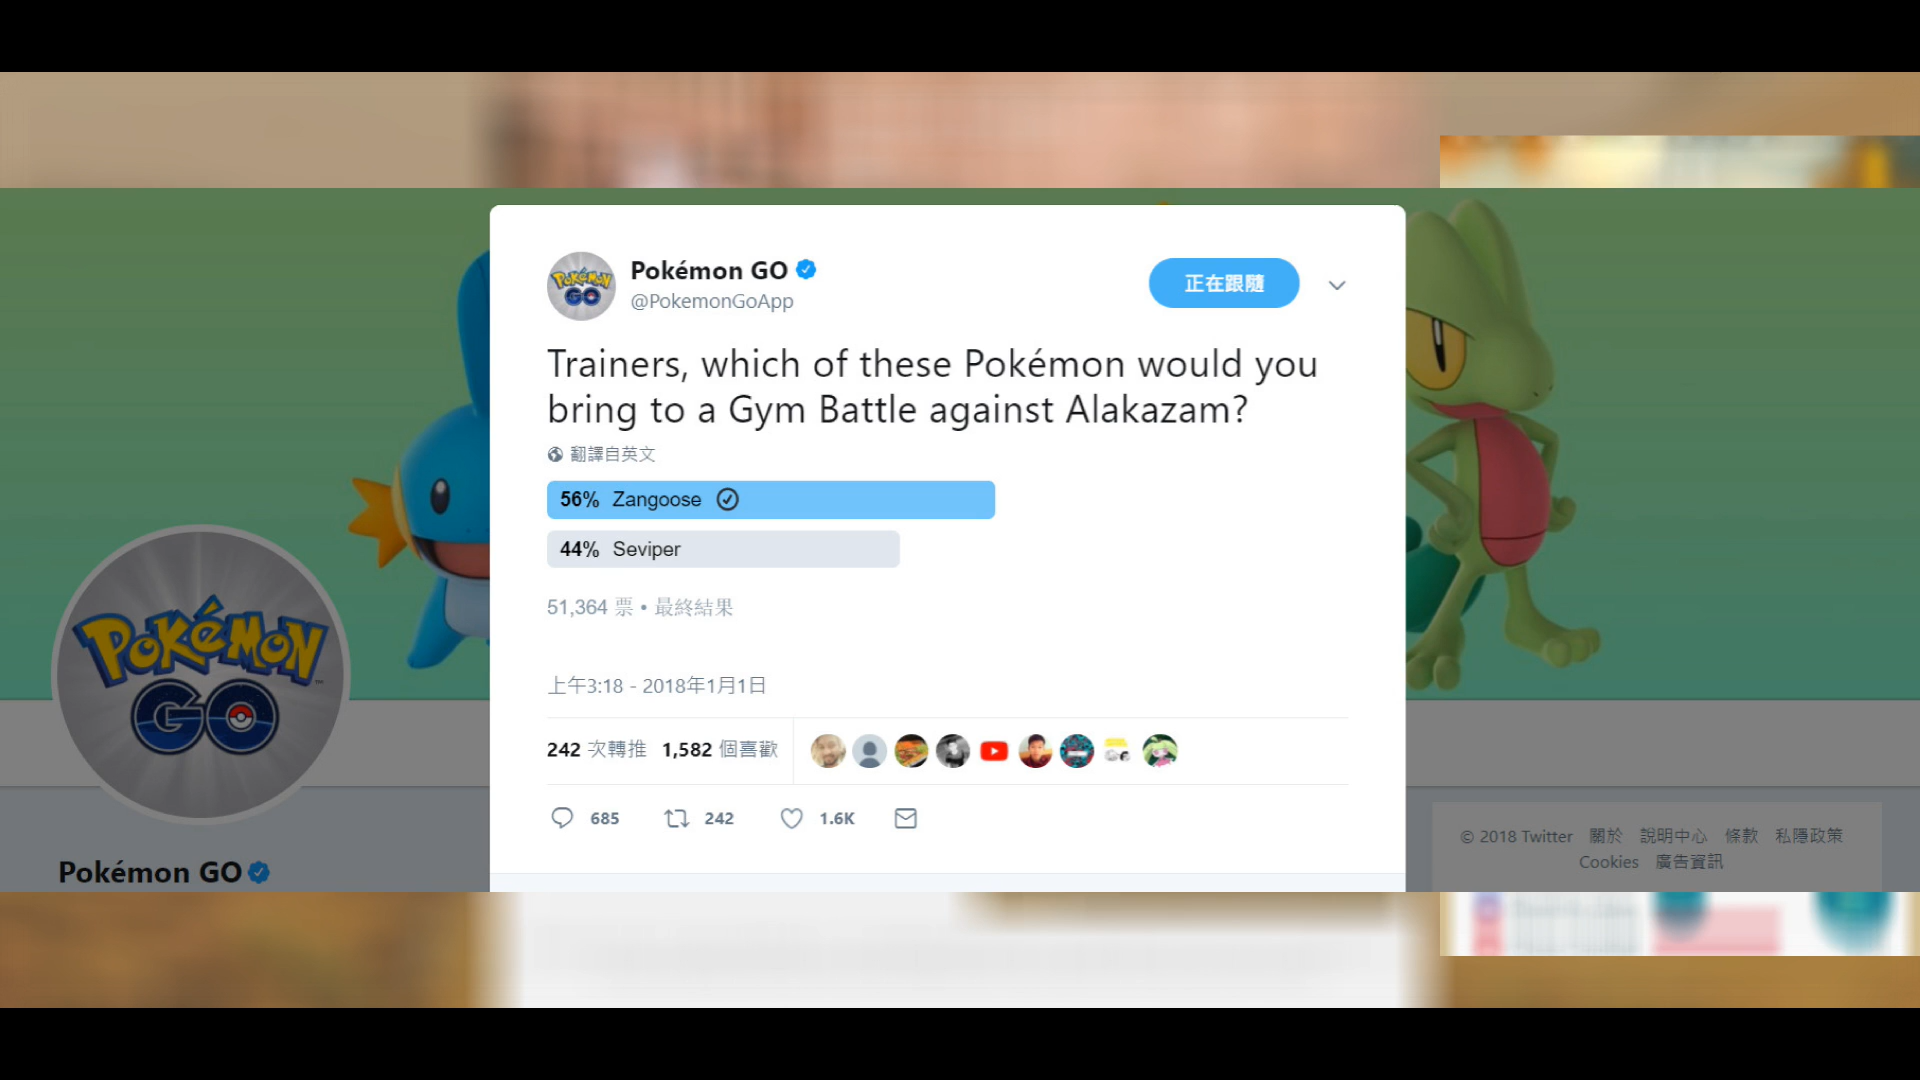 Pokémon GO
@PokemonGoApp
正在跟隨
Trainers, which of these Pokémon would you
bring to a Gym Battle against Alakazam?
翻譯自英文
56% Zangoose
44% Seviper
51,364 票 • 最終結果
上午3:18 - 2018年1月1日
242 次轉推 1,582 個喜歡
685 242 1.6K
POKéMON
GO
POKéMON
GO
Pokémon GO
© 2018 Twitter 關於 說明中心 條款 私隱政策
Cookies 廣告資訊